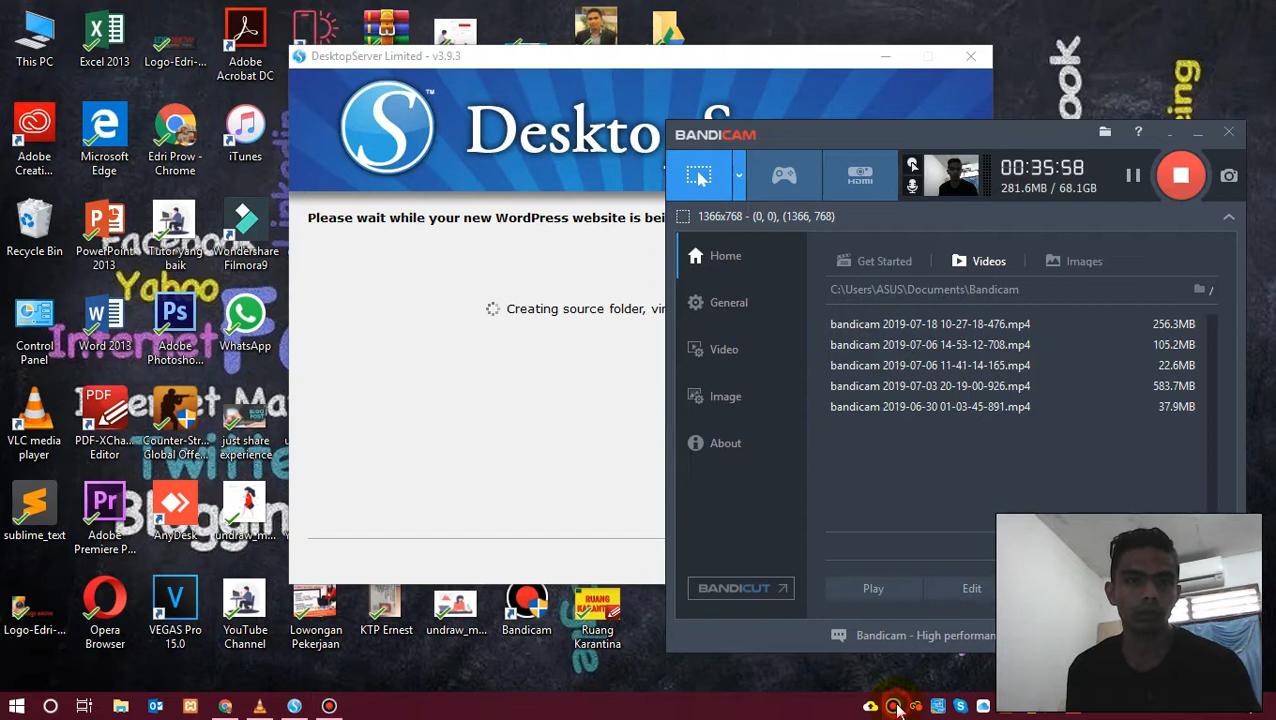 This PC
Excel 2013
Logo-Edri-...
Adobe
Acrobat DC
DesktopServer Limited - v3.9.3
S
TM
Deskto
Adobe
Creati...
Microsoft
Edge
Edri Prow -
Chrome
iTunes
Recycle Bin
PowerPoint
2013
Tutor yang
baik
Wondershare
Filmora9
Control
Panel
Word 2013
Adobe
Photosho...
WhatsApp
VLC media
player
PDF-XCha...
Editor
Counter-Str...
Global Offe...
just share
experience
sublime_text
Adobe
Premiere P...
AnyDesk
undraw_m...
Logo-Edri-...
Opera
Browser
VEGAS Pro
15.0
YouTube
Channel
Lowongan
Pekerjaan
KTP Ernest
undraw_m...
Bandicam
Ruang
Karantina
RUANG
KARANTINA
Facebook
Yahoo
Internet
Twitter
Please wait while your new WordPress website is bei
Creating source folder, vir
BANDICAM
HDMI
00:35:58
281.6MB / 68.1GB
1366x768 - (0, 0), (1366, 768)
Home
General
Video
Image
About
Get Started
Videos
Images
C:\Users\ASUS\Documents\Bandicam
/
bandicam 2019-07-18 10-27-18-476.mp4 256.3MB
bandicam 2019-07-06 14-53-12-708.mp4 105.2MB
bandicam 2019-07-06 11-41-14-165.mp4 22.6MB
bandicam 2019-07-03 20-19-00-926.mp4 583.7MB
bandicam 2019-06-30 01-03-45-891.mp4 37.9MB
BANDICUT
Play
Edit
Bandicam - High performan